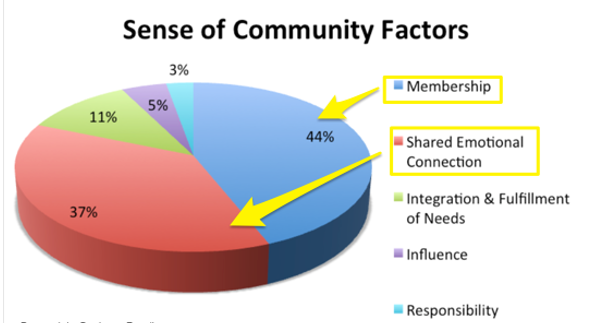 Sense of Community Factors
3%
5%
11%
44%
37%
Membership
Shared Emotional
Connection
Integration & Fulfillment
of Needs
Influence
Responsibility